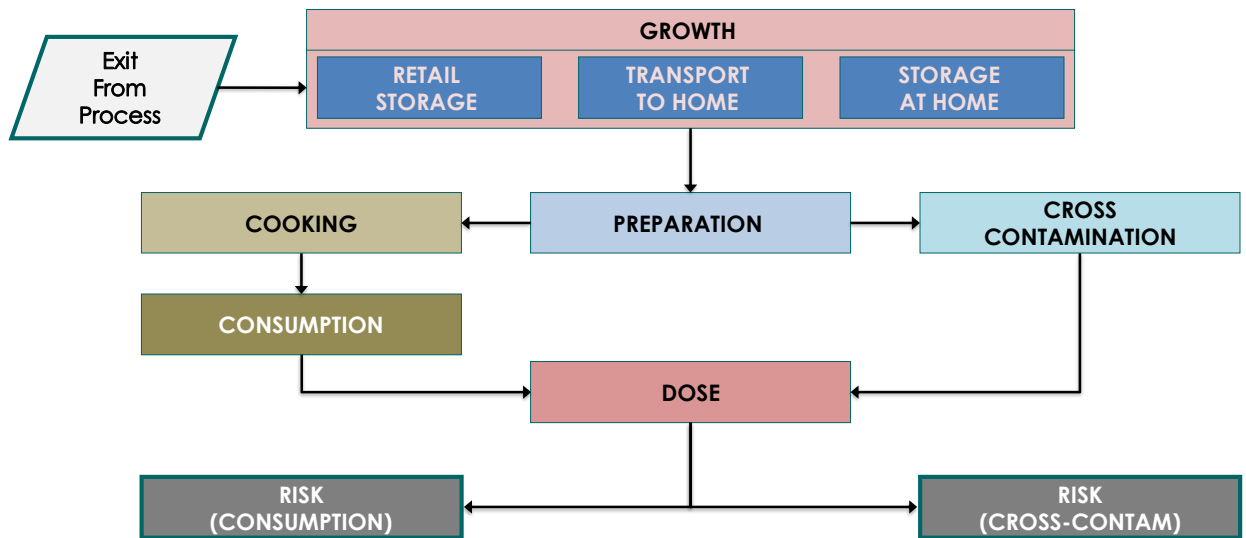 GROWTH
Exit
From
Process
RETAIL
STORAGE
TRANSPORT
TO HOME
STORAGE
AT HOME
COOKING
PREPARATION
CROSS
CONTAMINATION
CONSUMPTION
DOSE
RISK
(CONSUMPTION)
RISK
(CROSS-CONTAM)